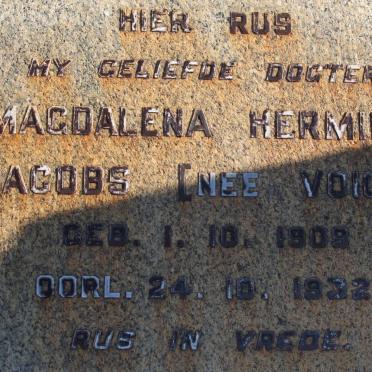 HIER RUS
MY GELIEFDE DOGTER
MAGDALENA HERMI
JACOBS [NEE VOIG
GEB. 1. 10. 1909
OORL. 24. 10. 1932
RUS IN VREDE.